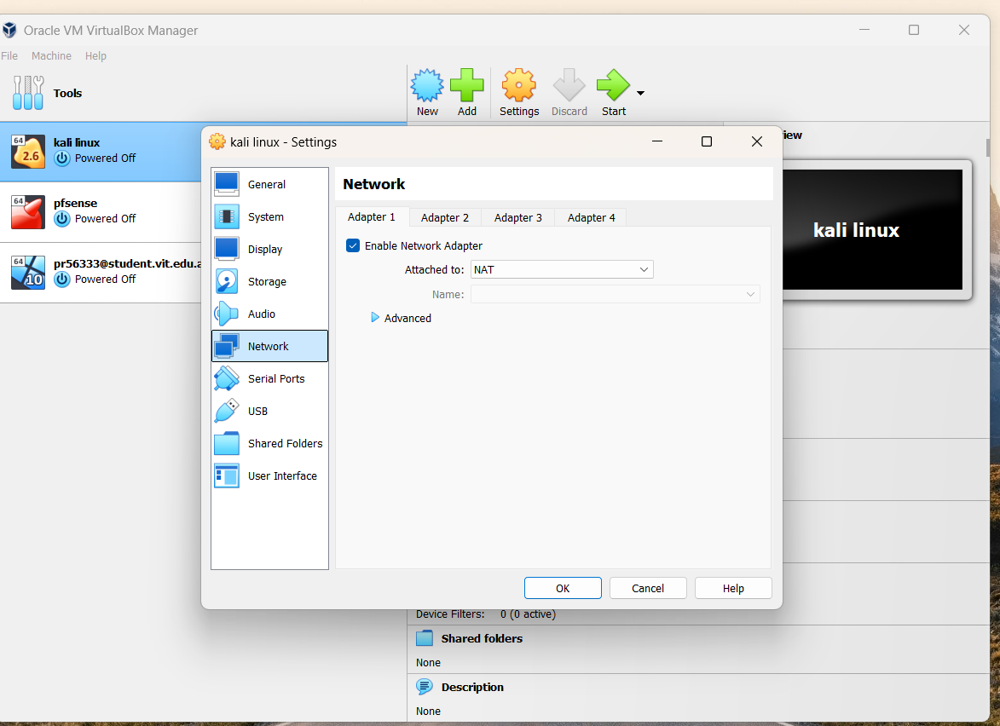 Oracle VM VirtualBox Manager
File Machine Help
Tools
New Add Settings Discard Start
64
2.6
kali linux
Powered Off
64
pfsense
Powered Off
64
10
pr56333@student.vit.edu.a
Powered Off
iew
kali linux
kali linux - Settings
General
System
Display
Storage
Audio
Network
Serial Ports
USB
Shared Folders
User Interface
Network
Adapter 1 Adapter 2 Adapter 3 Adapter 4
Enable Network Adapter
Attached to: NAT
Name:
Advanced
OK Cancel Help
Device Filters: 0 (0 active)
Shared folders
None
Description
None